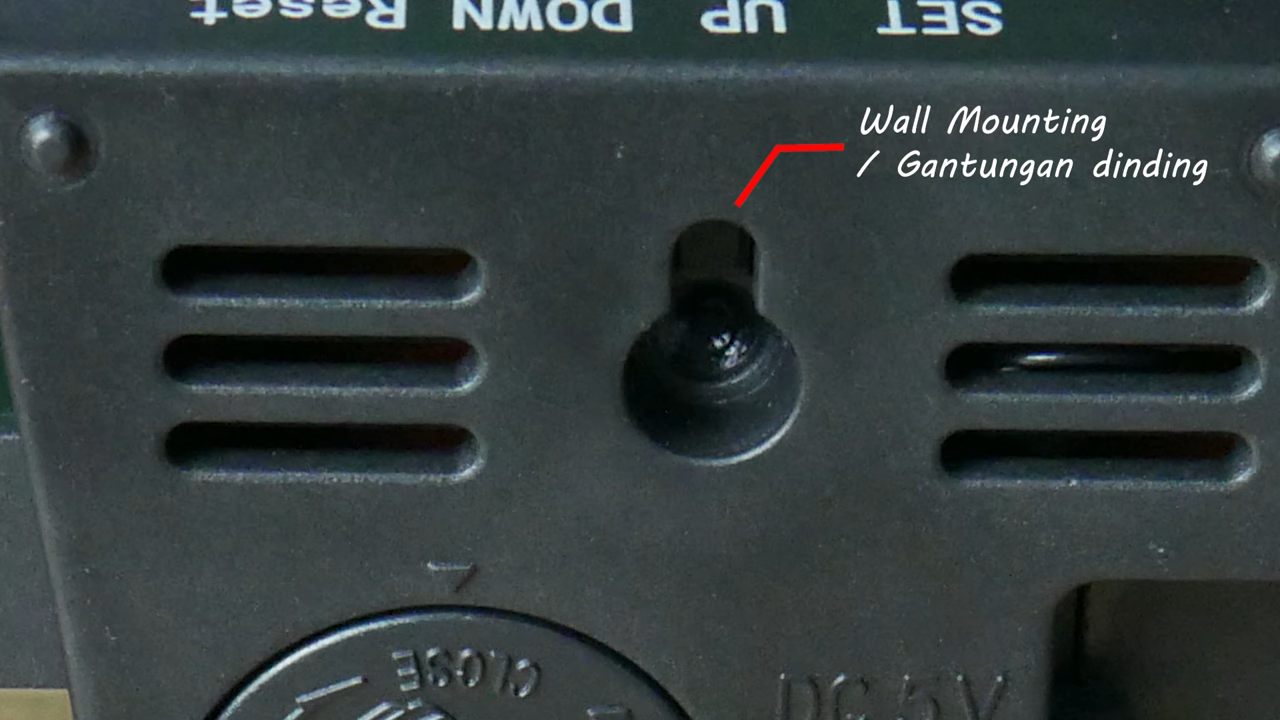 SET UP DOWN Reset
Wall Mounting
/ Gantungan dinding
CLOSE
DC 5V